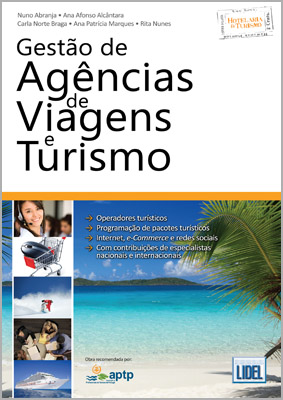 Nuno Abranja • Ana Afonso Alcântara
Carla Norte Braga • Ana Patrícia Marques • Rita Nunes
HOTELARIA
& TURISMO
Gestão de
Agências
de
Viagens
e
Turismo
→ Operadores turísticos
→ Programação de pacotes turísticos
→ Internet, e-Commerce e redes sociais
→ Com contribuições de especialistas
nacionais e internacionais
Obra recomendada por:
aptp
LIDEL